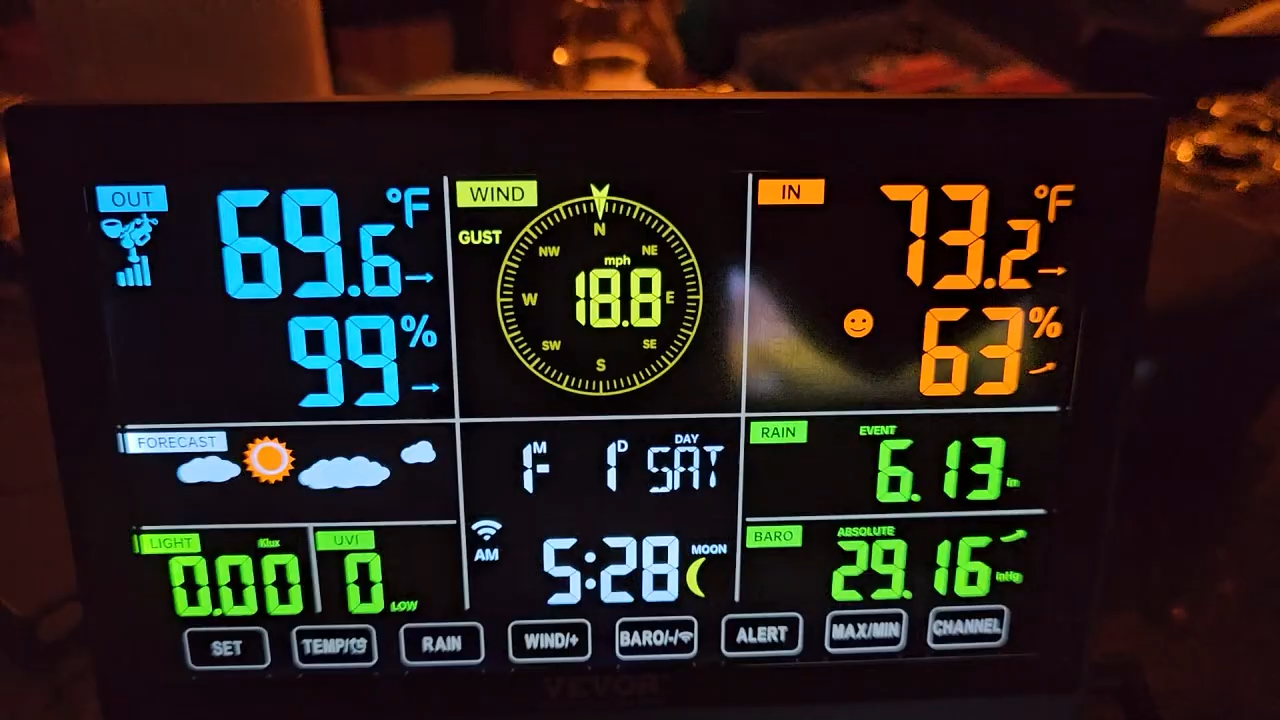 OUT
69.6 °F
99 %
WIND
GUST
N
NW NE
mph
W 18.8 E
SW SE
S
IN
73.2 °F
63 %
FORECAST
M D DAY
1- 1 SAT
RAIN
EVENT
6.13 in
LIGHT Klux
0.00
UVI
0 LOW
AM 5:28 MOON
BARO ABSOLUTE
29.16 inHg
SET TEMP/ RAIN WIND/+ BARO/-/ ALERT MAX/MIN CHANNEL
VEVOR